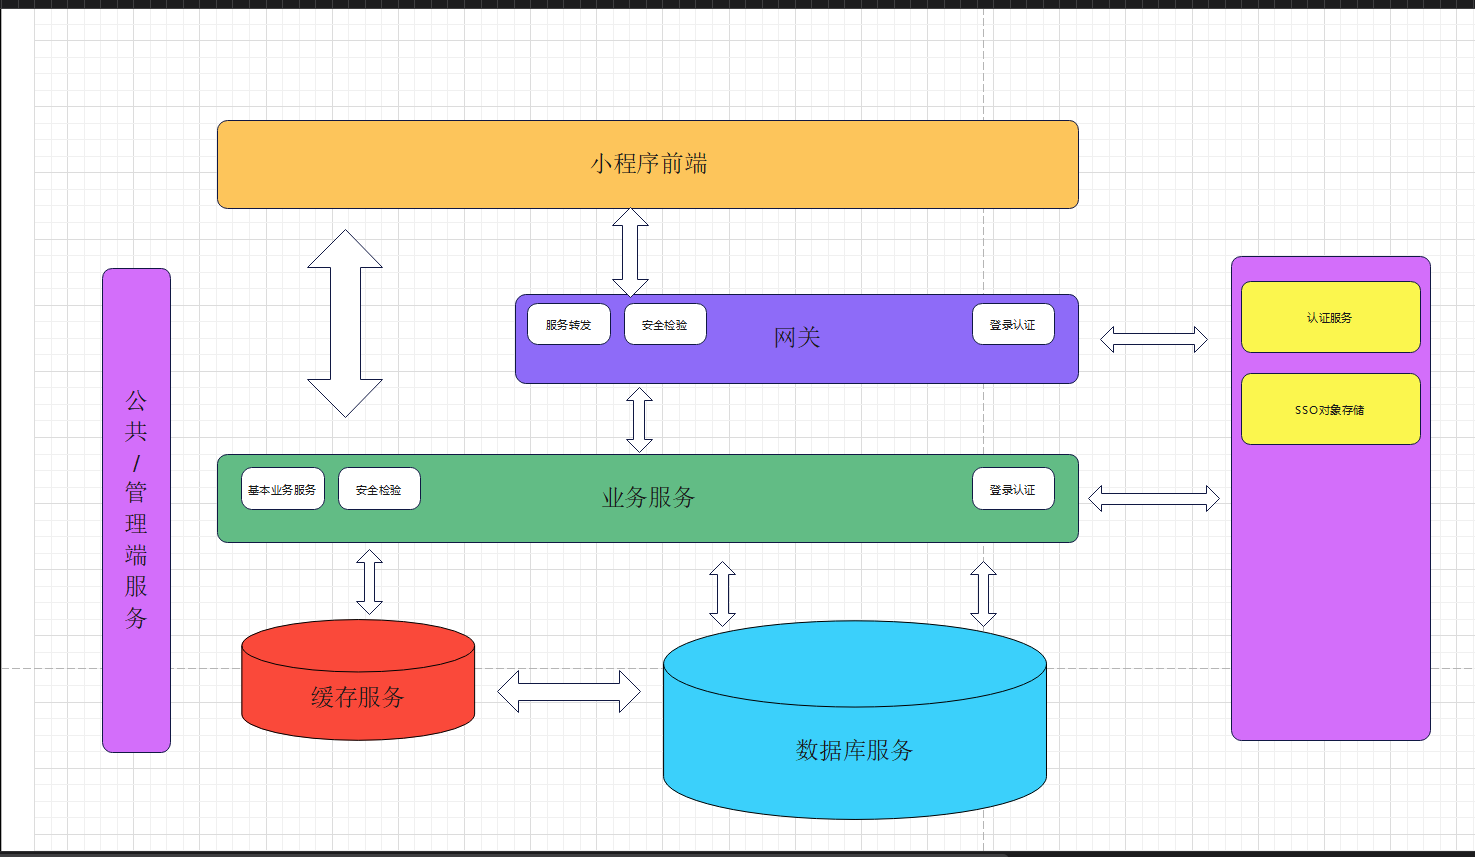 小程序前端
服务转发
安全检验
网关
登录认证
认证服务
SSO对象存储
公
共
/
管
理
端
服
务
基本业务服务
安全检验
业务服务
登录认证
缓存服务
数据库服务